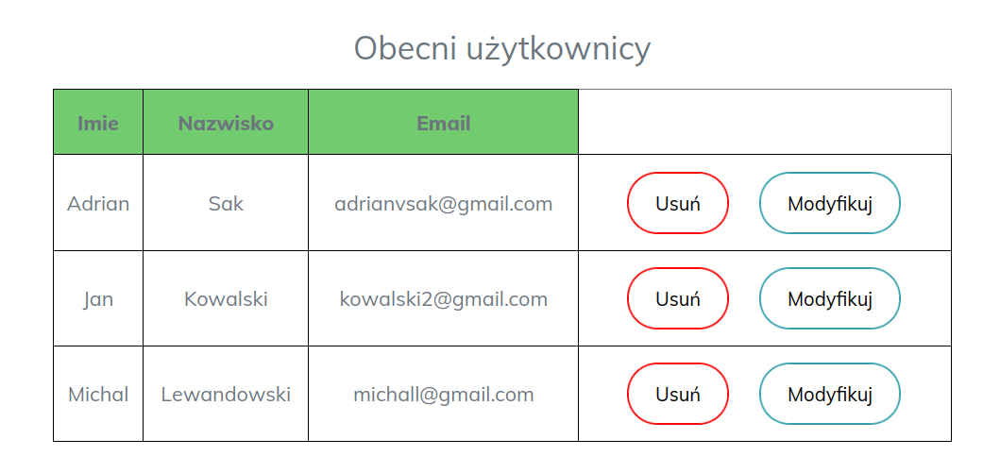 Obecni użytkownicy
Imie Nazwisko Email
Adrian Sak adrianvsak@gmail.com Usuń Modyfikuj
Jan Kowalski kowalski2@gmail.com Usuń Modyfikuj
Michal Lewandowski michall@gmail.com Usuń Modyfikuj